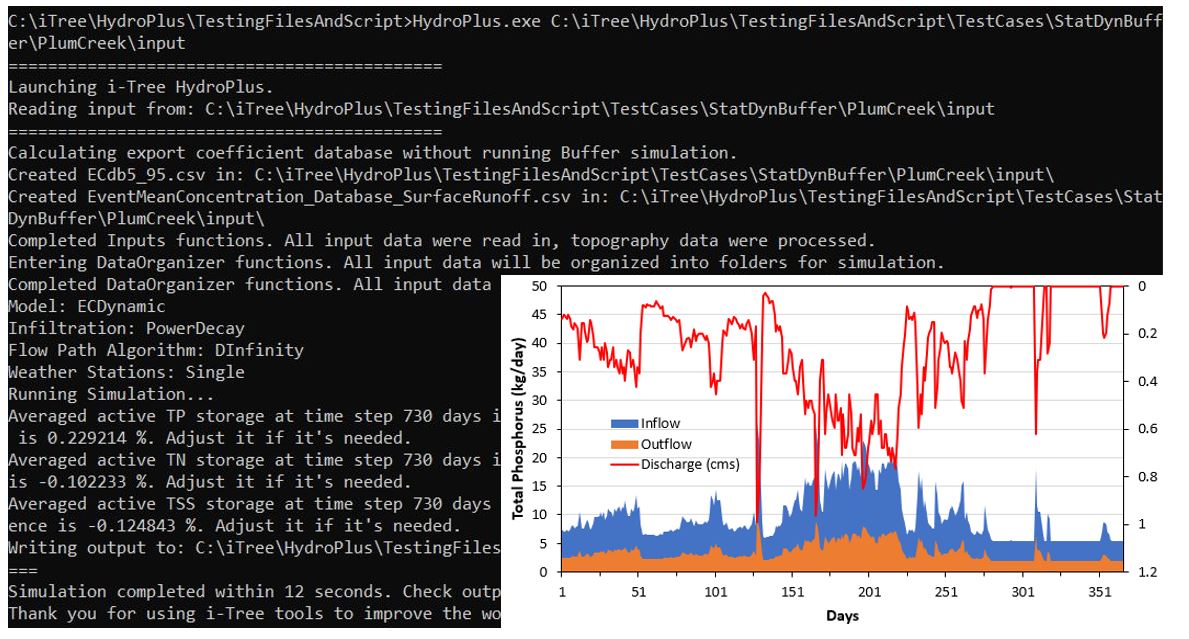 C:\iTree\HydroPlus\TestingFilesAndScript>HydroPlus.exe C:\iTree\HydroPlus\TestingFilesAndScript\TestCases\StatDynBuff
er\PlumCreek\input
============================================
Launching i-Tree HydroPlus.
Reading input from: C:\iTree\HydroPlus\TestingFilesAndScript\TestCases\StatDynBuffer\PlumCreek\input
============================================
Calculating export coefficient database without running Buffer simulation.
Created ECdb5_95.csv in: C:\iTree\HydroPlus\TestingFilesAndScript\TestCases\StatDynBuffer\PlumCreek\input\
Created EventMeanConcentration_Database_SurfaceRunoff.csv in: C:\iTree\HydroPlus\TestingFilesAndScript\TestCases\Stat
DynBuffer\PlumCreek\input\
Completed Inputs functions. All input data were read in, topography data were processed.
Entering DataOrganizer functions. All input data will be organized into folders for simulation.
Completed DataOrganizer functions. All input data
Model: ECDynamic
Infiltration: PowerDecay
Flow Path Algorithm: DInfinity
Weather Stations: Single
Running Simulation...
Averaged active TP storage at time step 730 days i
is 0.229214 %. Adjust it if it's needed.
Averaged active TN storage at time step 730 days i
is -0.102233 %. Adjust it if it's needed.
Averaged active TSS storage at time step 730 days
ence is -0.124843 %. Adjust it if it's needed.
Writing output to: C:\iTree\HydroPlus\TestingFiles
===
Simulation completed within 12 seconds. Check outp
Thank you for using i-Tree tools to improve the wo
Total Phosphorus (kg/day)
50
45
40
35
30
25
20
15
10
5
0
Inflow
Outflow
Discharge (cms)
0
0.2
0.4
0.6
0.8
1
1.2
1 51 101 151 201 251 301 351
Days